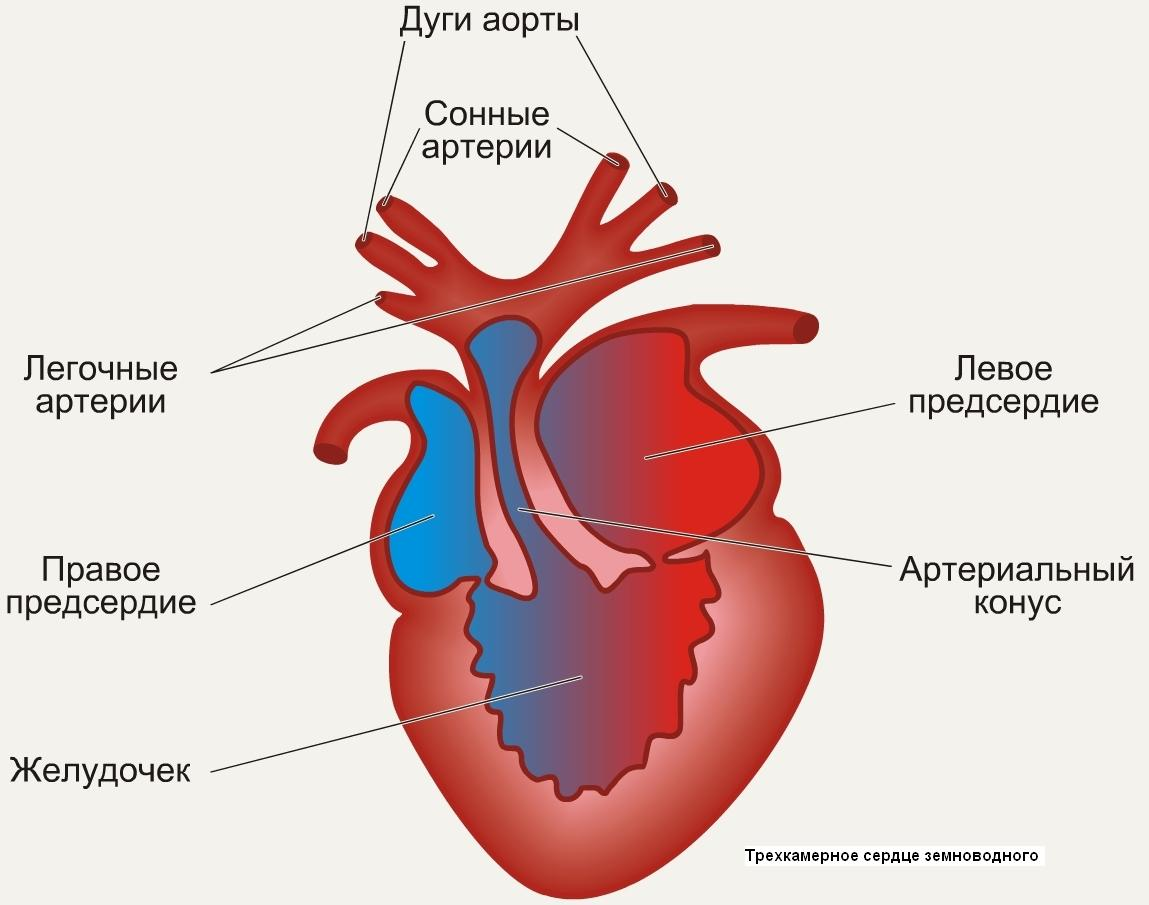 Дуги аорты
Сонные
артерии
Легочные
артерии
Левое
предсердие
Правое
предсердие
Артериальный
конус
Желудочек
Трехкамерное сердце земноводного